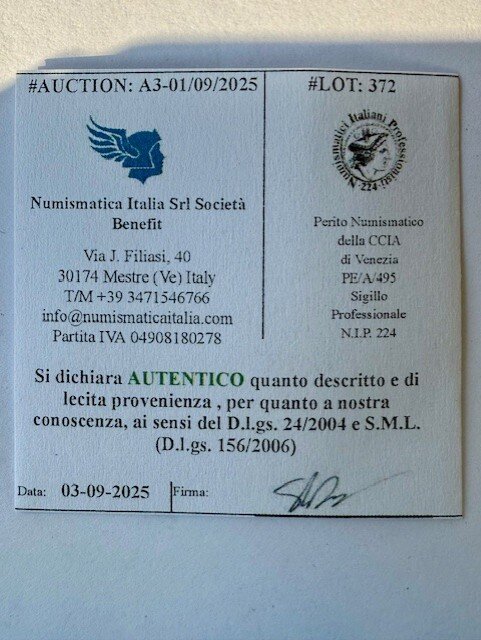 #AUCTION: A3-01/09/2025
#LOT: 372
Numismatica Italia Srl Società
Benefit
Via J. Filiasi, 40
30174 Mestre (Ve) Italy
T/M +39 3471546766
info@numismaticaitalia.com
Partita IVA 04908180278
Numismatici Italiani Professionisti
224
Perito Numismatico
della CCIA
di Venezia
PE/A/495
Sigillo
Professionale
N.I.P. 224
Si dichiara AUTENTICO quanto descritto e di
lecita provenienza , per quanto a nostra
conoscenza, ai sensi del D.l.gs. 24/2004 e S.M.L.
(D.l.gs. 156/2006)
Data: 03-09-2025 Firma: